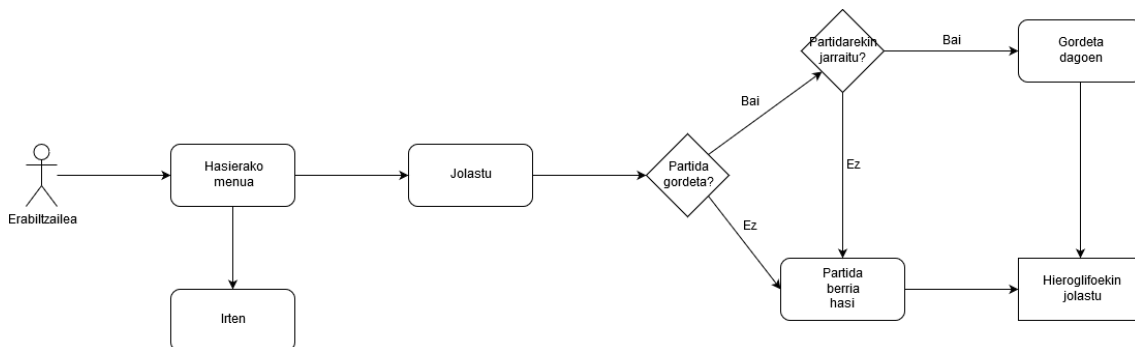 Partidarekin
jarraitu?
Bai
Gordeta
dagoen
Bai
Hasierako
menua
Jolastu
Partida
gordeta?
Ez
Erabiltzailea
Ez
Partida
berria
hasi
Hieroglifoekin
jolastu
Irten